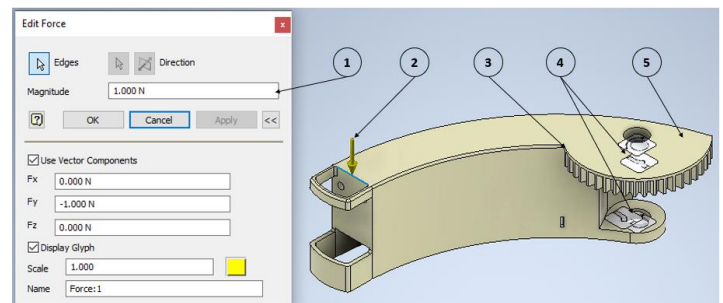 Edit Force
x
Edges Direction
Magnitude 1.000 N
? OK Cancel Apply <<
Use Vector Components
Fx 0.000 N
Fy -1.000 N
Fz 0.000 N
Display Glyph
Scale 1.000
Name Force:1
1 2 3 4 5